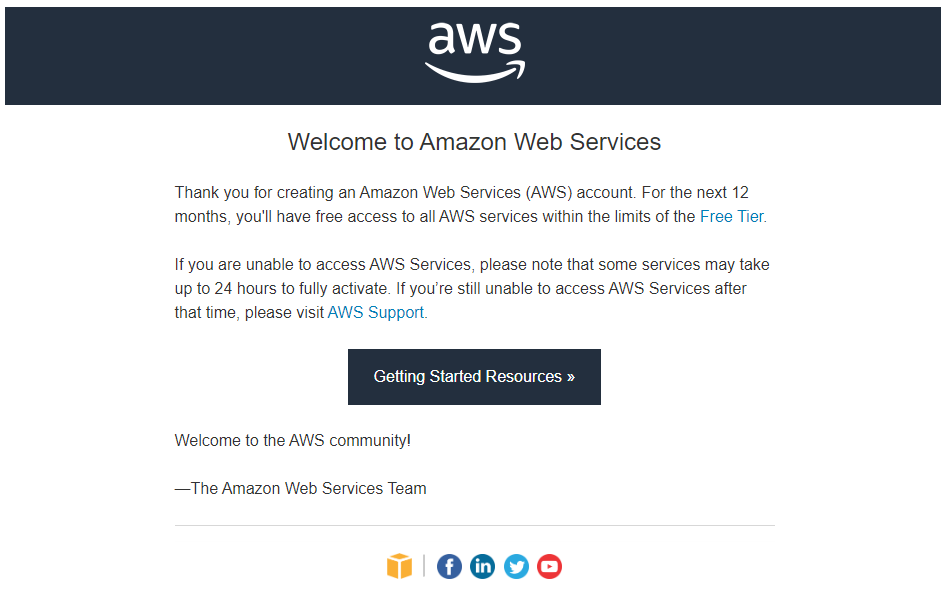 aws
Welcome to Amazon Web Services
Thank you for creating an Amazon Web Services (AWS) account. For the next 12
months, you'll have free access to all AWS services within the limits of the Free Tier.
If you are unable to access AWS Services, please note that some services may take
up to 24 hours to fully activate. If you’re still unable to access AWS Services after
that time, please visit AWS Support.
Getting Started Resources »
Welcome to the AWS community!
—The Amazon Web Services Team
f
in